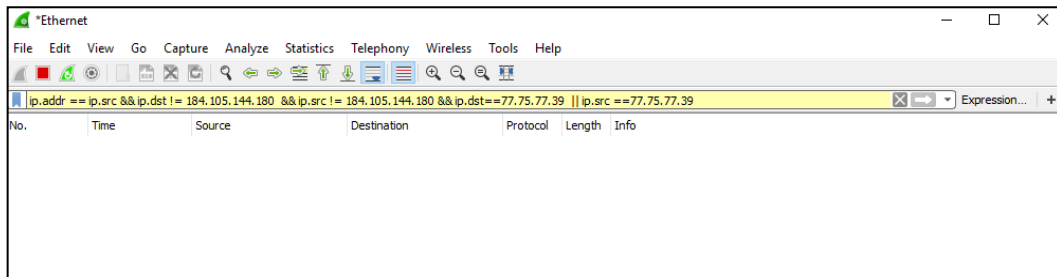 *Ethernet
File Edit View Go Capture Analyze Statistics Telephony Wireless Tools Help
ip.addr == ip.src && ip.dst != 184.105.144.180 && ip.src != 184.105.144.180 && ip.dst==77.75.77.39 || ip.src ==77.75.77.39 Expression... +
No. Time Source Destination Protocol Length Info